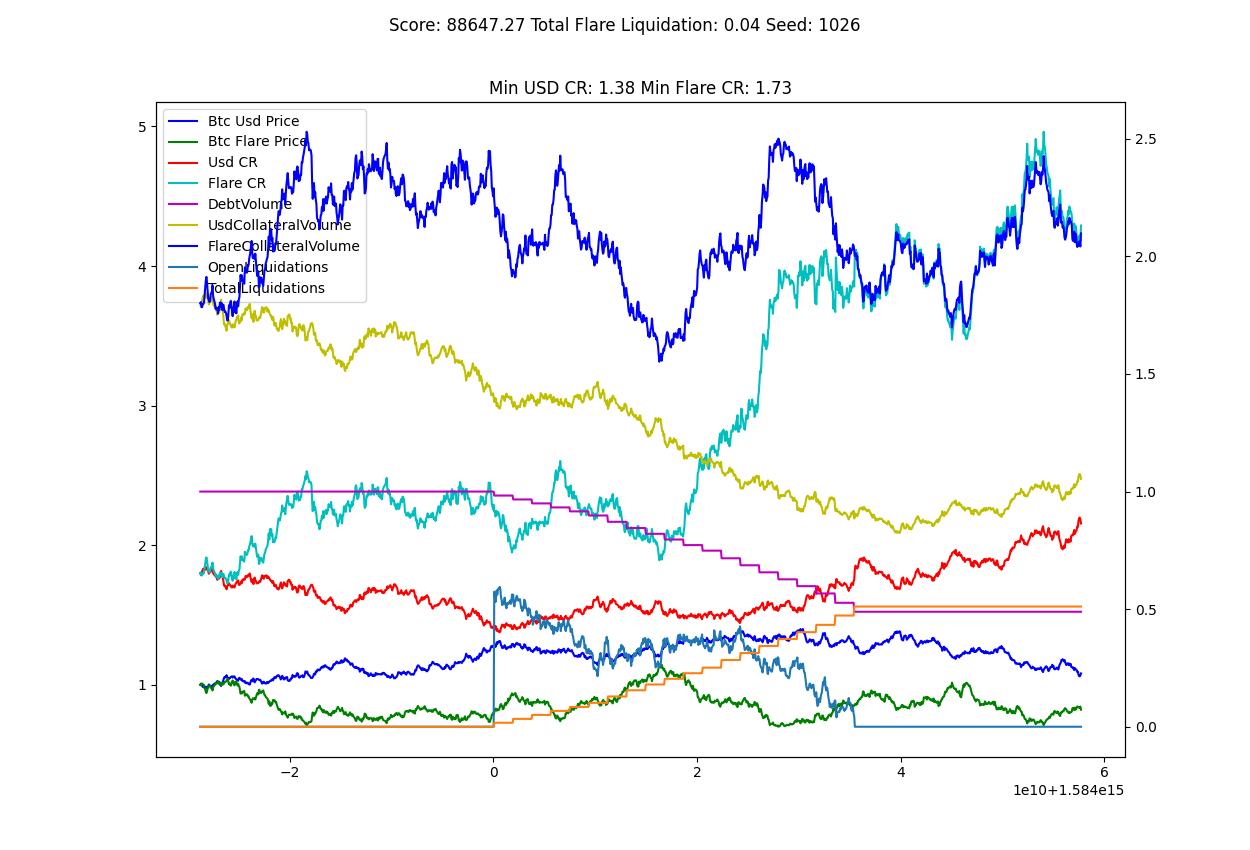 Score: 88647.27 Total Flare Liquidation: 0.04 Seed: 1026
Min USD CR: 1.38 Min Flare CR: 1.73
Btc Usd Price
Btc Flare Price
Usd CR
Flare CR
DebtVolume
UsdCollateralVolume
FlareCollateralVolume
OpenLiquidations
TotalLiquidations
5
4
3
2
1
2.5
2.0
1.5
1.0
0.5
0.0
−2
0
2
4
6
1e10+1.584e15